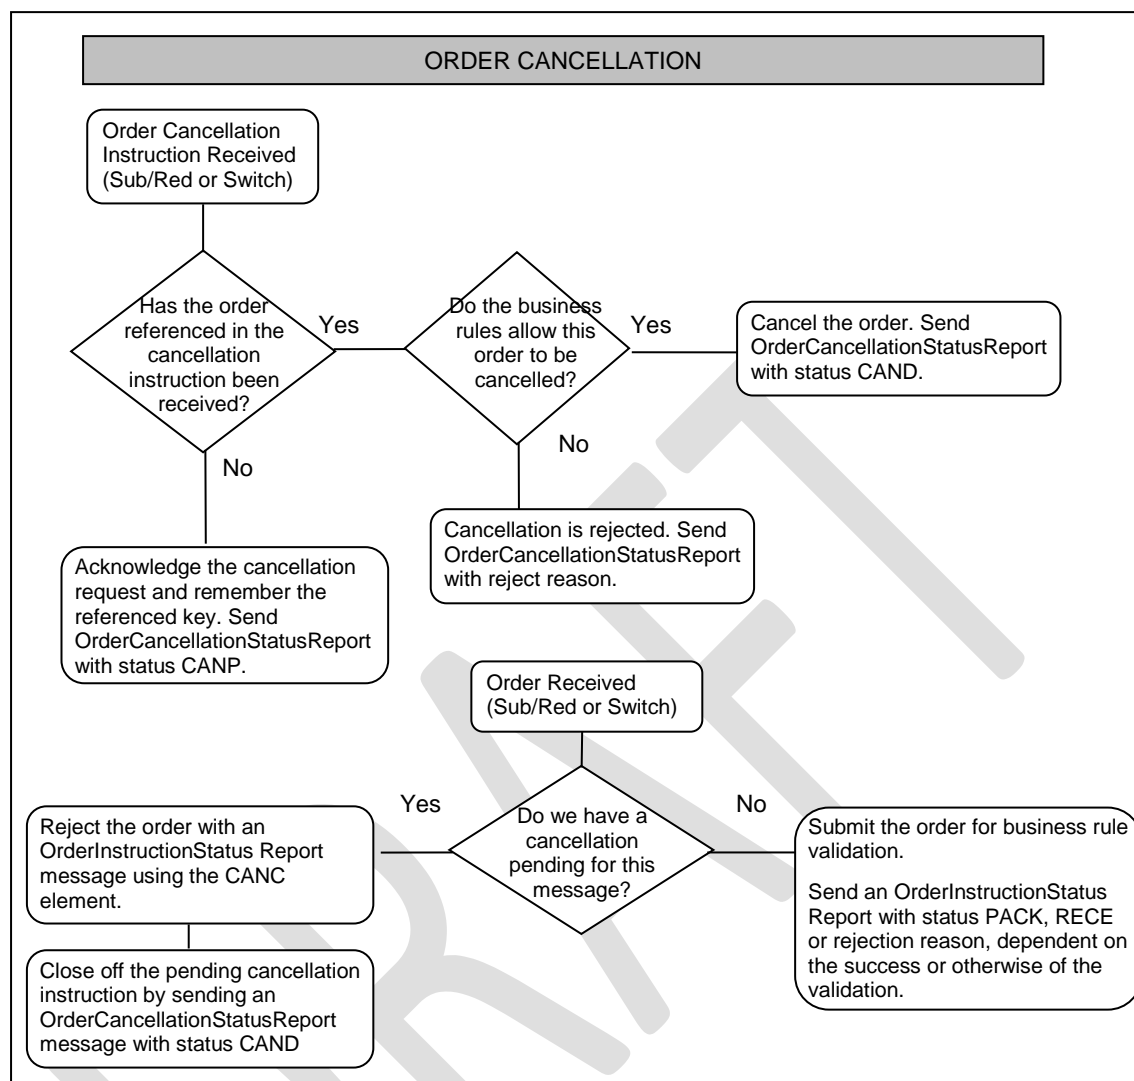 ORDER CANCELLATION
Order Cancellation
Instruction Received
(Sub/Red or Switch)
Has the order
referenced in the
cancellation
instruction been
received?
Yes
Do the business
rules allow this
order to be
cancelled?
Yes
Cancel the order. Send
OrderCancellationStatusReport
with status CAND.
No
No
Cancellation is rejected. Send
OrderCancellationStatusReport
with reject reason.
Acknowledge the cancellation
request and remember the
referenced key. Send
OrderCancellationStatusReport
with status CANP.
Order Received
(Sub/Red or Switch)
Do we have a
cancellation
pending for this
message?
Yes
No
Reject the order with an
OrderInstructionStatus Report
message using the CANC
element.
Close off the pending cancellation
instruction by sending an
OrderCancellationStatusReport
message with status CAND
Submit the order for business rule
validation.
Send an OrderInstructionStatus
Report with status PACK, RECE
or rejection reason, dependent on
the success or otherwise of the
validation.
DRAFT